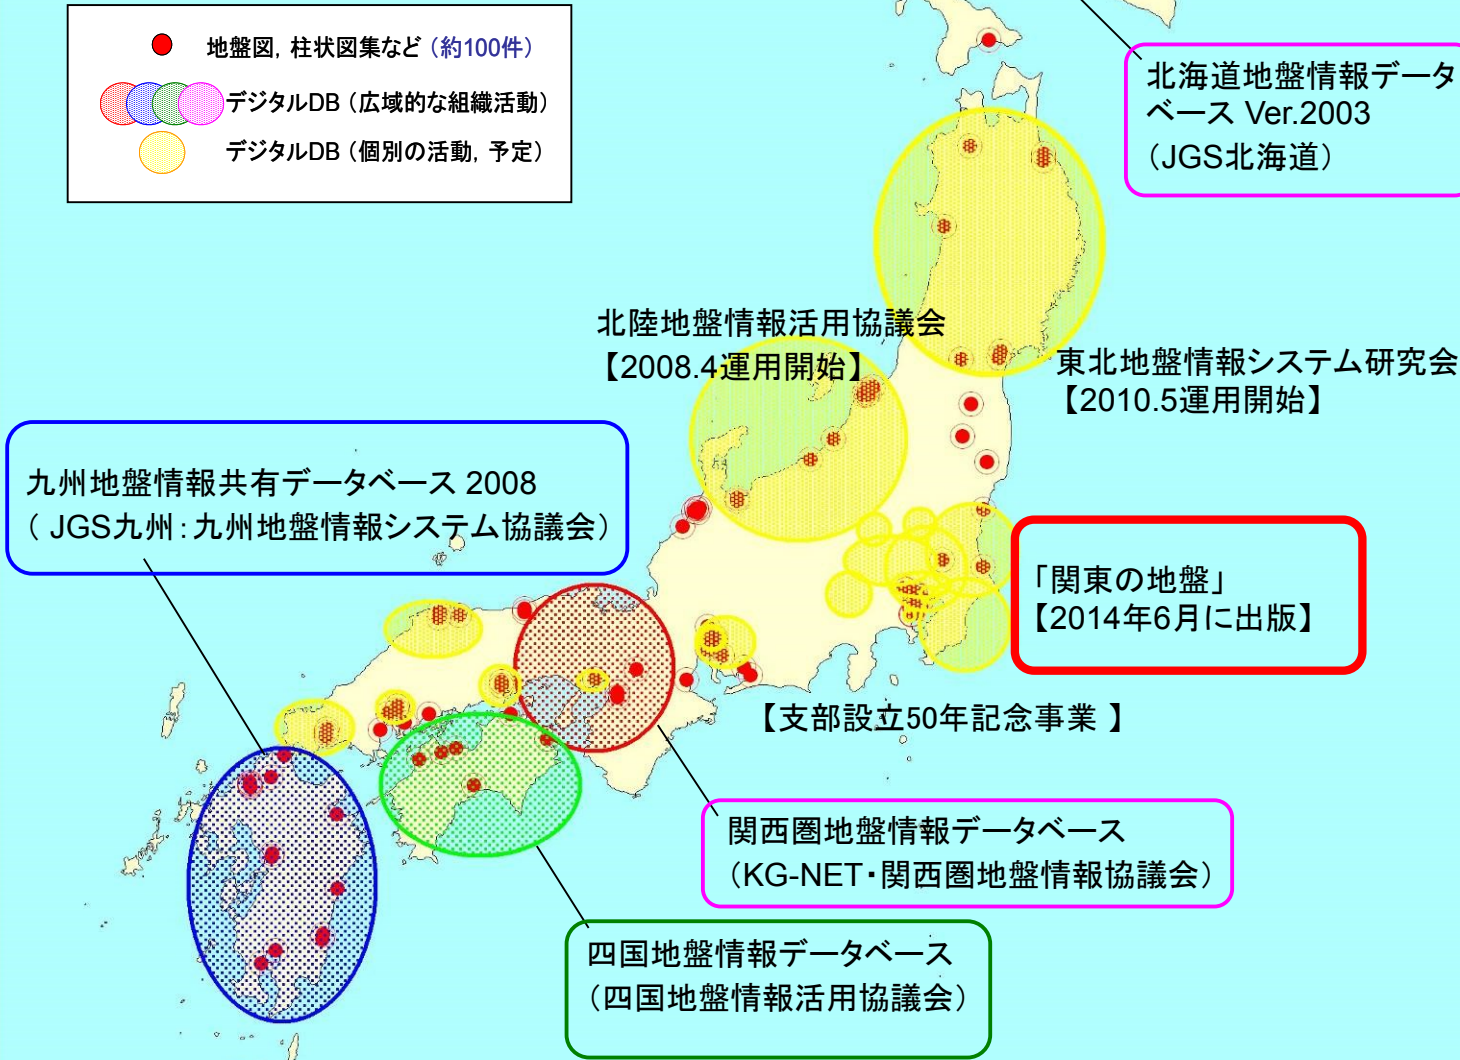 地盤図, 柱状図集など（約100件）
デジタルDB（広域的な組織活動）
デジタルDB（個別の活動, 予定）
北海道地盤情報データ
ベース Ver.2003
（JGS北海道）
北陸地盤情報活用協議会
【2008.4運用開始】
東北地盤情報システム研究会
【2010.5運用開始】
九州地盤情報共有データベース 2008
（ JGS九州：九州地盤情報システム協議会）
「関東の地盤」
【2014年6月に出版】
【支部設立50年記念事業 】
関西圏地盤情報データベース
（KG-NET・関西圏地盤情報協議会）
四国地盤情報データベース
（四国地盤情報活用協議会）